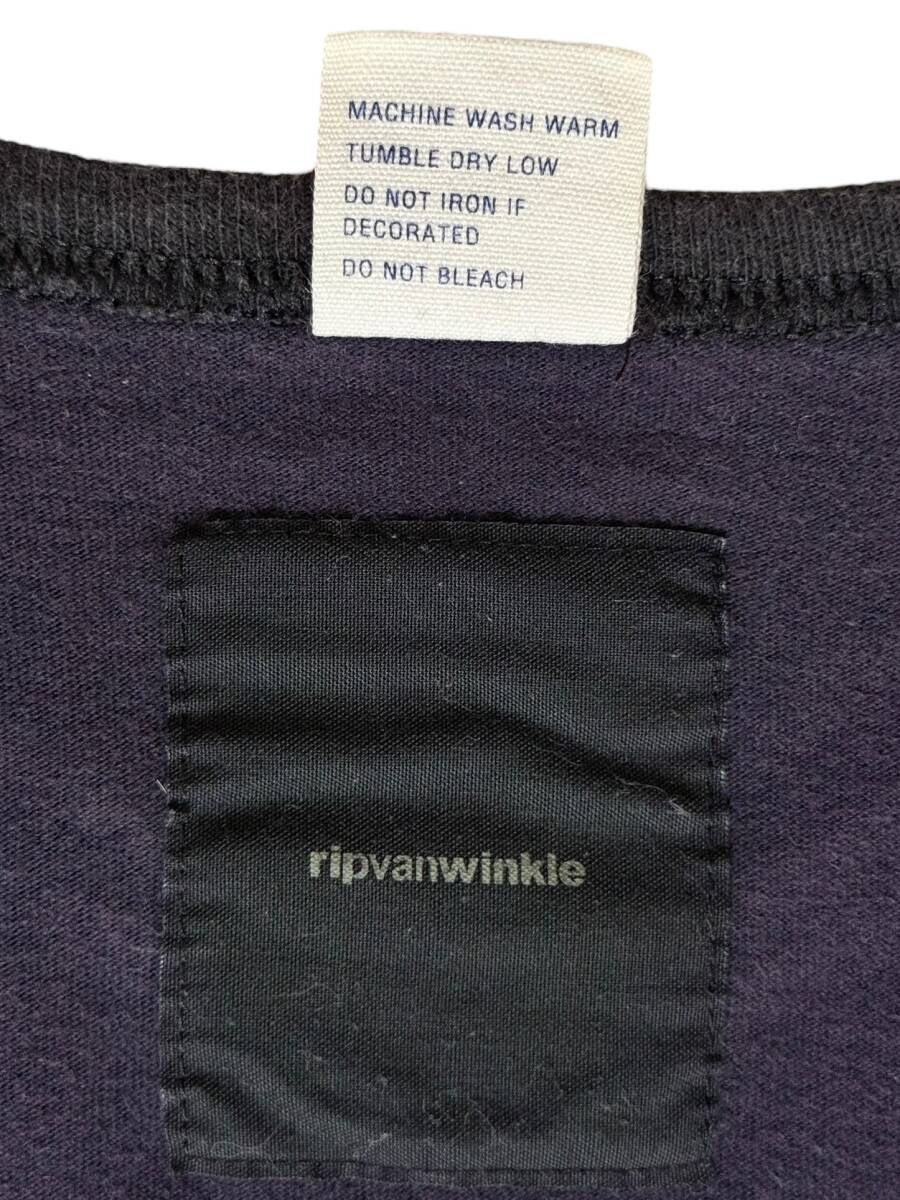 MACHINE WASH WARM
TUMBLE DRY LOW
DO NOT IRON IF
DECORATED
DO NOT BLEACH
ripvanwinkle